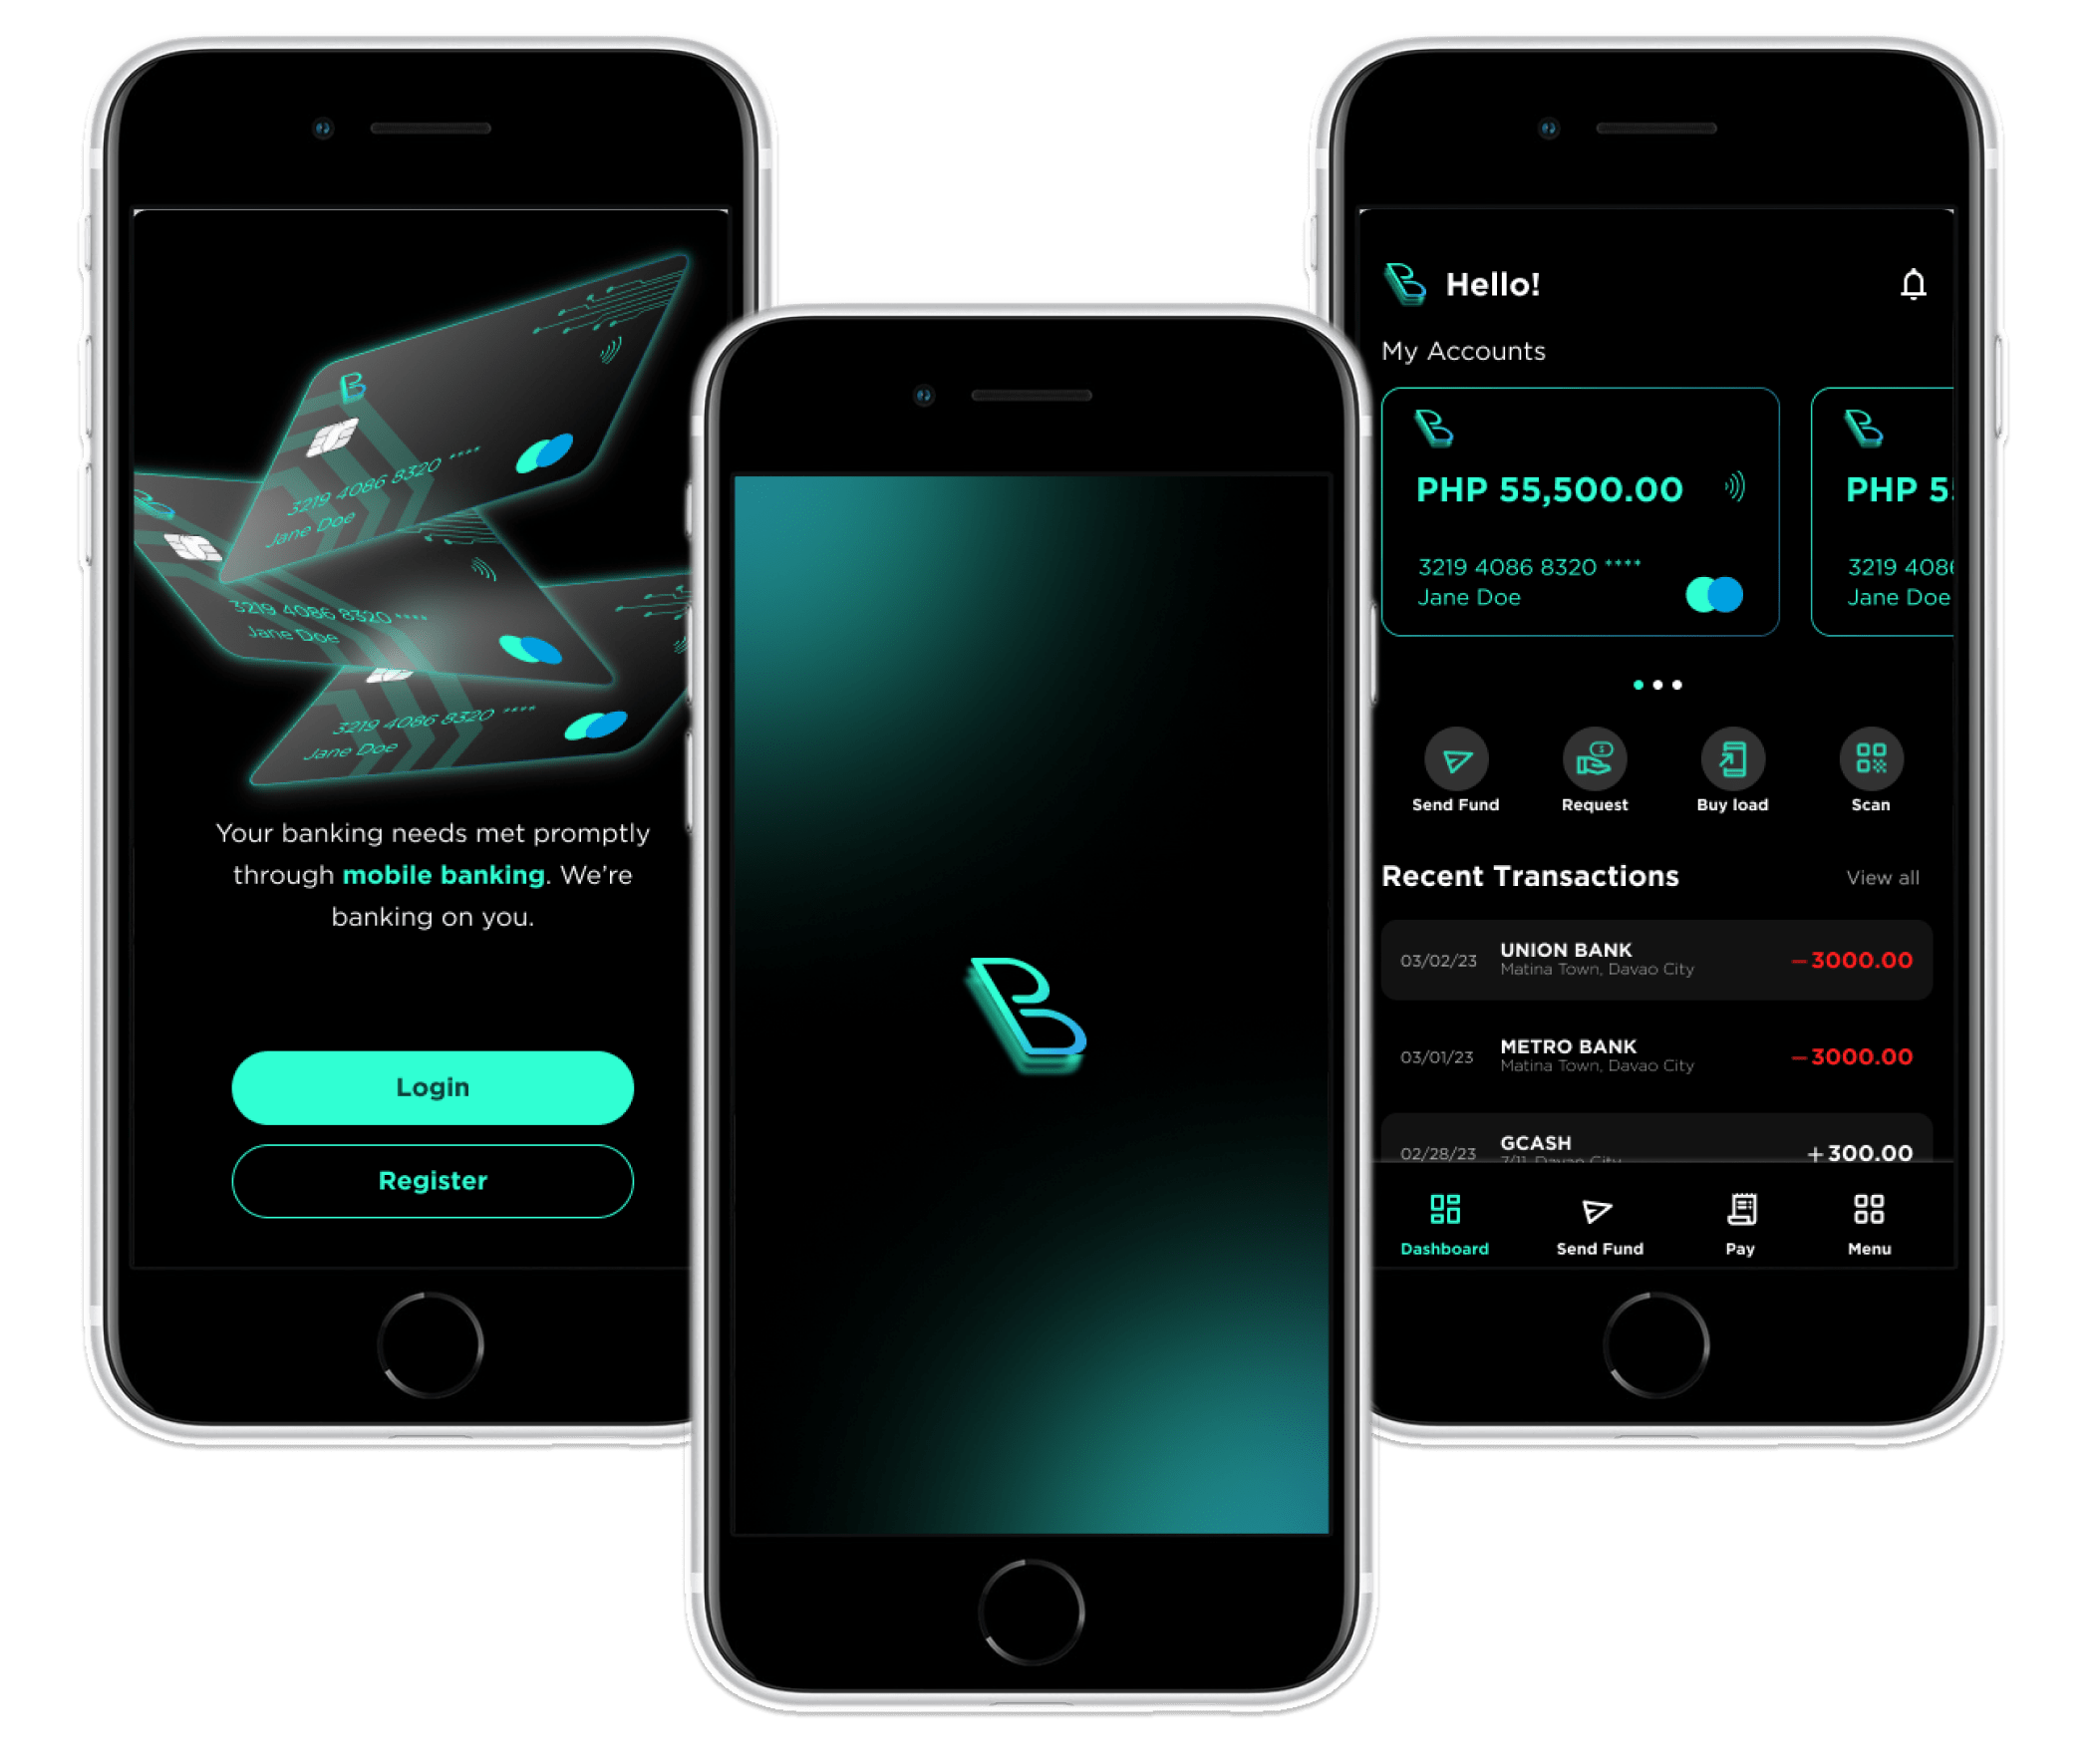 3219 4086 8320 ****
Jane Doe
3219 4086 8320 ****
Jane Doe
3219 4086 8320 ****
Jane Doe
Your banking needs met promptly
through mobile banking. We're
banking on you.
Login
Register
B
Hello!
My Accounts
PHP 55,500.00
3219 4086 8320 ****
Jane Doe
PHP 5
3219 408
Jane Doe
Send Fund
Request
Buy load
Scan
Recent Transactions
View all
03/02/23
UNION BANK
Matina Town, Davao City
−3000.00
03/01/23
METRO BANK
Matina Town, Davao City
−3000.00
02/28/23
GCASH
7/11, Davao City
+300.00
Dashboard
Send Fund
Pay
Menu